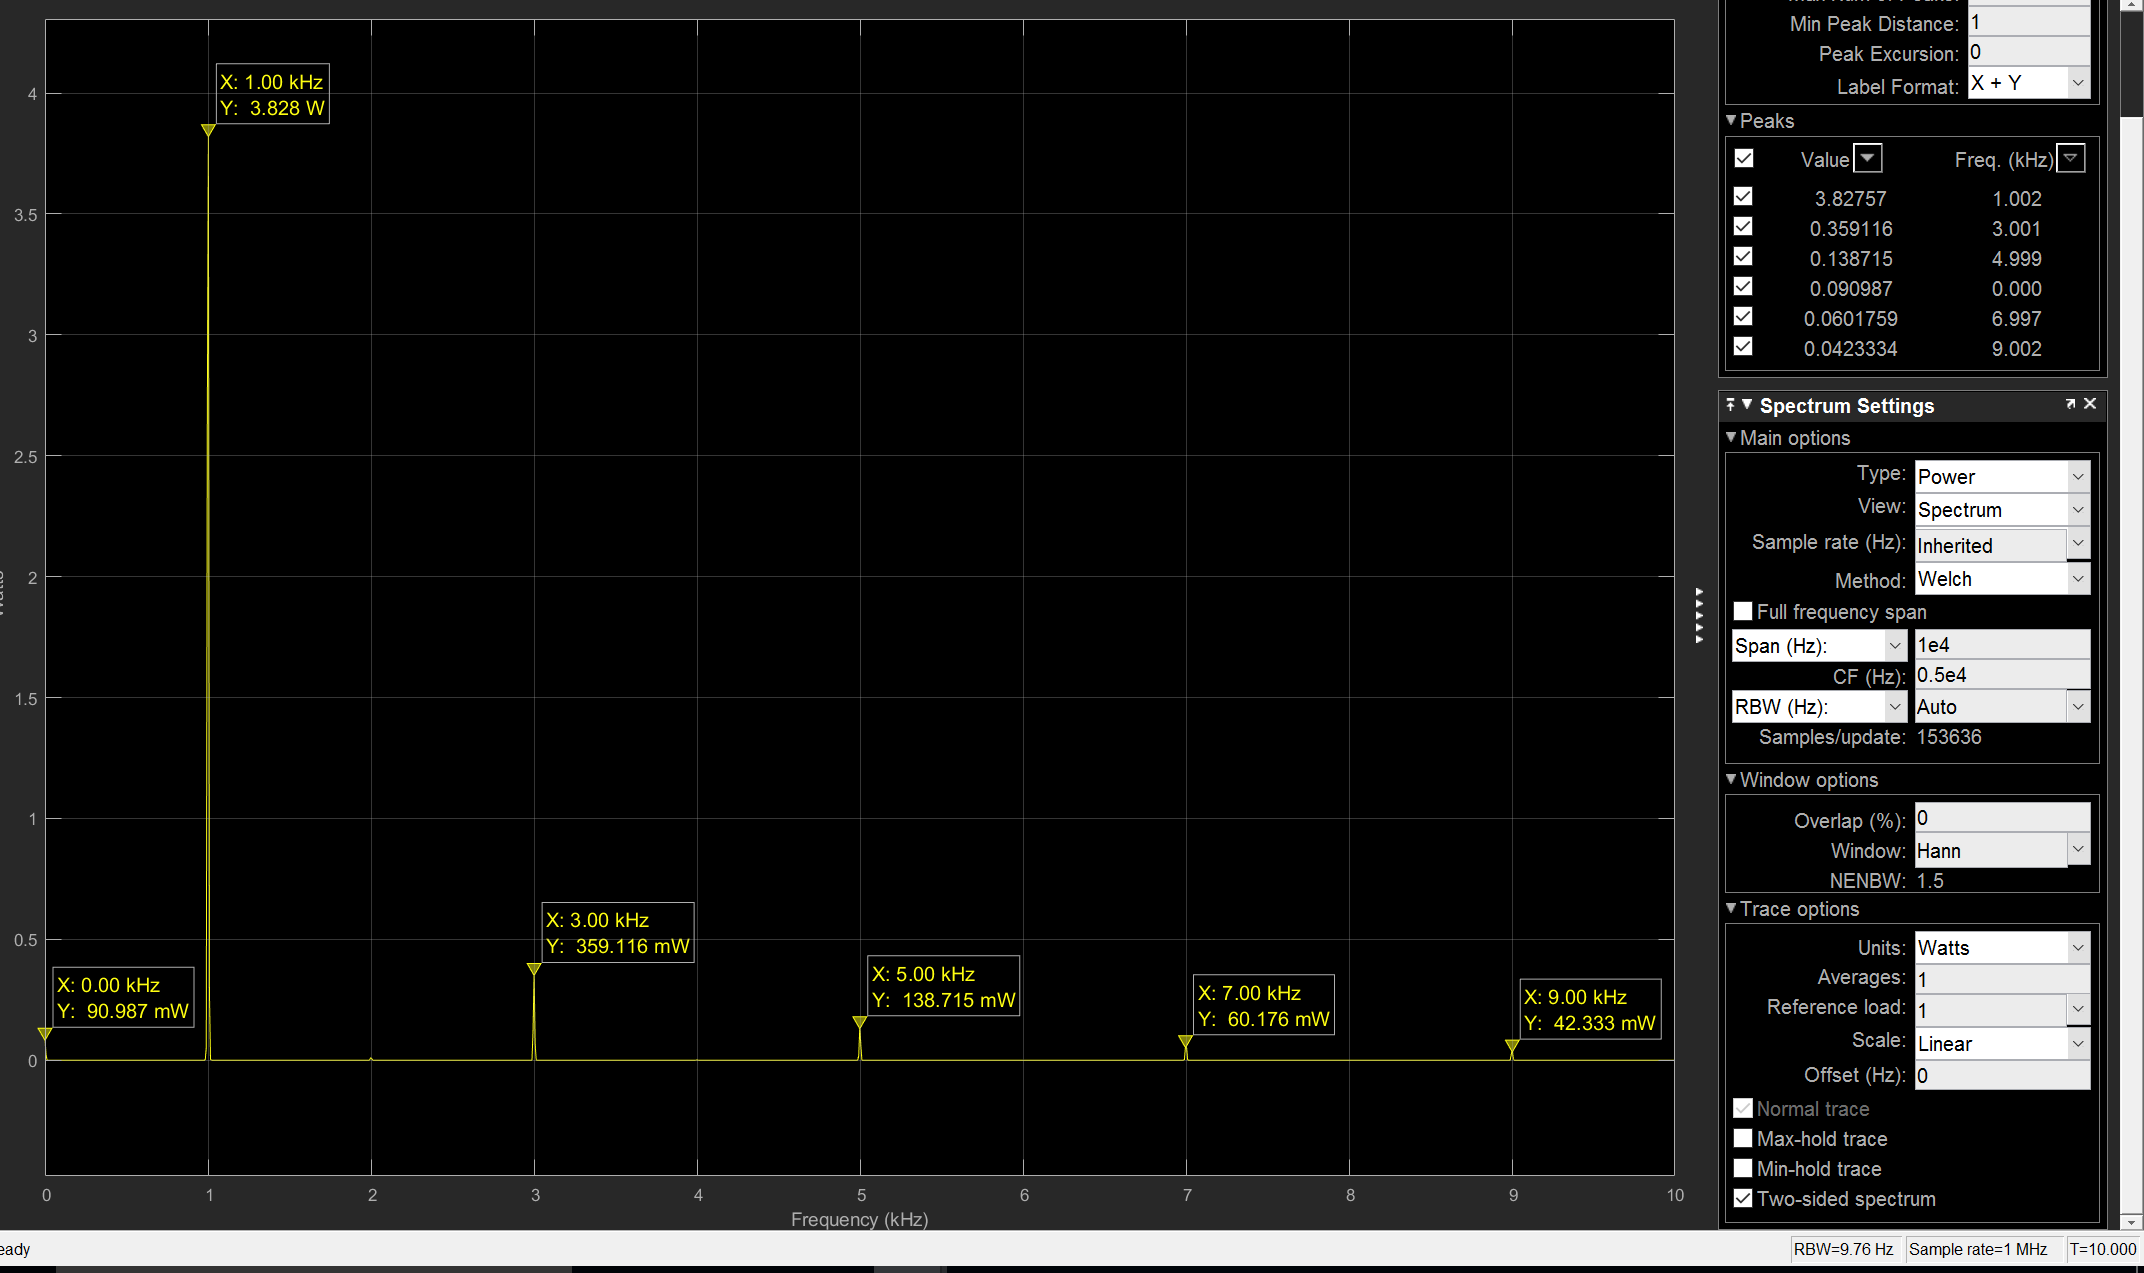 4
3.5
3
2.5
2
1.5
1
0.5
0
X: 1.00 kHz
Y: 3.828 W
X: 0.00 kHz
Y: 90.987 mW
X: 3.00 kHz
Y: 359.116 mW
X: 5.00 kHz
Y: 138.715 mW
X: 7.00 kHz
Y: 60.176 mW
X: 9.00 kHz
Y: 42.333 mW
0 1 2 3 4 5 6 7 8 9 10
Frequency (kHz)
Min Peak Distance: 1
Peak Excursion: 0
Label Format: X + Y
Peaks
Value Freq. (kHz)
3.82757 1.002
0.359116 3.001
0.138715 4.999
0.090987 0.000
0.0601759 6.997
0.0423334 9.002
Spectrum Settings
Main options
Type: Power
View: Spectrum
Sample rate (Hz): Inherited
Method: Welch
Full frequency span
Span (Hz): 1e4
CF (Hz): 0.5e4
RBW (Hz): Auto
Samples/update: 153636
Window options
Overlap (%): 0
Window: Hann
NENBW: 1.5
Trace options
Units: Watts
Averages: 1
Reference load: 1
Scale: Linear
Offset (Hz): 0
Normal trace
Max-hold trace
Min-hold trace
Two-sided spectrum
eady
RBW=9.76 Hz Sample rate=1 MHz T=10.000